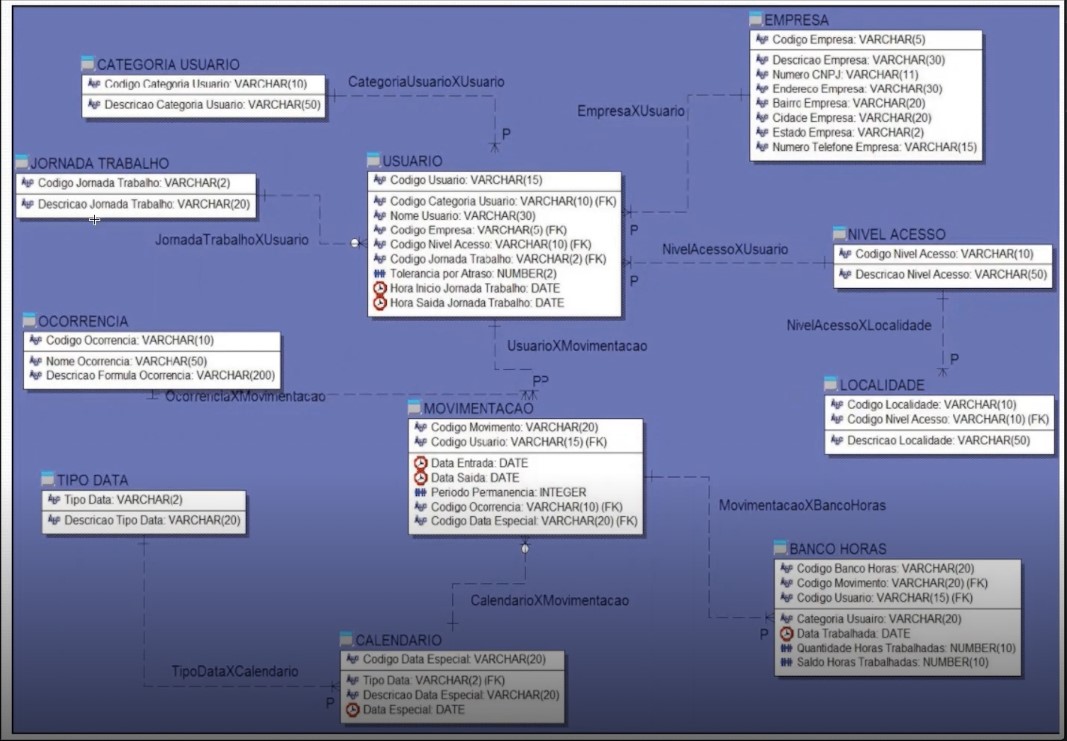 CATEGORIA USUARIO
Codigo Categoria Usuario: VARCHAR(10)
Descricao Categoria Usuario: VARCHAR(50)
CategoriaUsuarioXUsuario
P
EMPRESA
Codigo Empresa: VARCHAR(5)
Descricao Empresa: VARCHAR(30)
Numero CNPJ: VARCHAR(11)
Endereco Empresa: VARCHAR(30)
Bairro Empresa: VARCHAR(20)
Cidade Empresa: VARCHAR(20)
Estado Empresa: VARCHAR(2)
Numero Telefone Empresa: VARCHAR(15)
EmpresaXUsuario
P
JORNADA TRABALHO
Codigo Jornada Trabalho: VARCHAR(2)
Descricao Jornada Trabalho: VARCHAR(20)
JornadaTrabalhoXUsuario
USUARIO
Codigo Usuario: VARCHAR(15)
Codigo Categoria Usuario: VARCHAR(10) (FK)
Nome Usuario: VARCHAR(30)
Codigo Empresa: VARCHAR(5) (FK)
Codigo Nivel Acesso: VARCHAR(10) (FK)
Codigo Jornada Trabalho: VARCHAR(2) (FK)
Tolerancia por Atraso: NUMBER(2)
Hora Inicio Jornada Trabalho: DATE
Hora Saida Jornada Trabalho: DATE
NivelAcessoXUsuario
P
NIVEL ACESSO
Codigo Nivel Acesso: VARCHAR(10)
Descricao Nivel Acesso: VARCHAR(50)
NivelAcessoXLocalidade
P
LOCALIDADE
Codigo Localidade: VARCHAR(10)
Codigo Nivel Acesso: VARCHAR(10) (FK)
Descricao Localidade: VARCHAR(50)
OCORRENCIA
Codigo Ocorrencia: VARCHAR(10)
Nome Ocorrencia: VARCHAR(50)
Descricao Formula Ocorrencia: VARCHAR(200)
OcorrenciaXMovimentacao
UsuarioXMovimentacao
PP
MOVIMENTACAO
Codigo Movimento: VARCHAR(20)
Codigo Usuario: VARCHAR(15) (FK)
Data Entrada: DATE
Data Saida: DATE
Periodo Permanencia: INTEGER
Codigo Ocorrencia: VARCHAR(10) (FK)
Codigo Data Especial: VARCHAR(20) (FK)
MovimentacaoXBancoHoras
P
TIPO DATA
Tipo Data: VARCHAR(2)
Descricao Tipo Data: VARCHAR(20)
TipoDataXCalendario
P
CalendarioXMovimentacao
CALENDARIO
Codigo Data Especial: VARCHAR(20)
Tipo Data: VARCHAR(2) (FK)
Descricao Data Especial: VARCHAR(20)
Data Especial: DATE
BANCO HORAS
Codigo Banco Horas: VARCHAR(20)
Codigo Movimento: VARCHAR(20) (FK)
Codigo Usuario: VARCHAR(15) (FK)
Categoria Usuairo: VARCHAR(20)
Data Trabalhada: DATE
Quantidade Horas Trabalhadas: NUMBER(10)
Saldo Horas Trabalhadas: NUMBER(10)